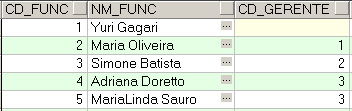 CD_FUNC NM_FUNC CD_GERENTE
1 Yuri Gagari ...
2 Maria Oliveira ... 1
3 Simone Batista ... 2
4 Adriana Doretto ... 2
5 MariaLinda Sauro ... 3